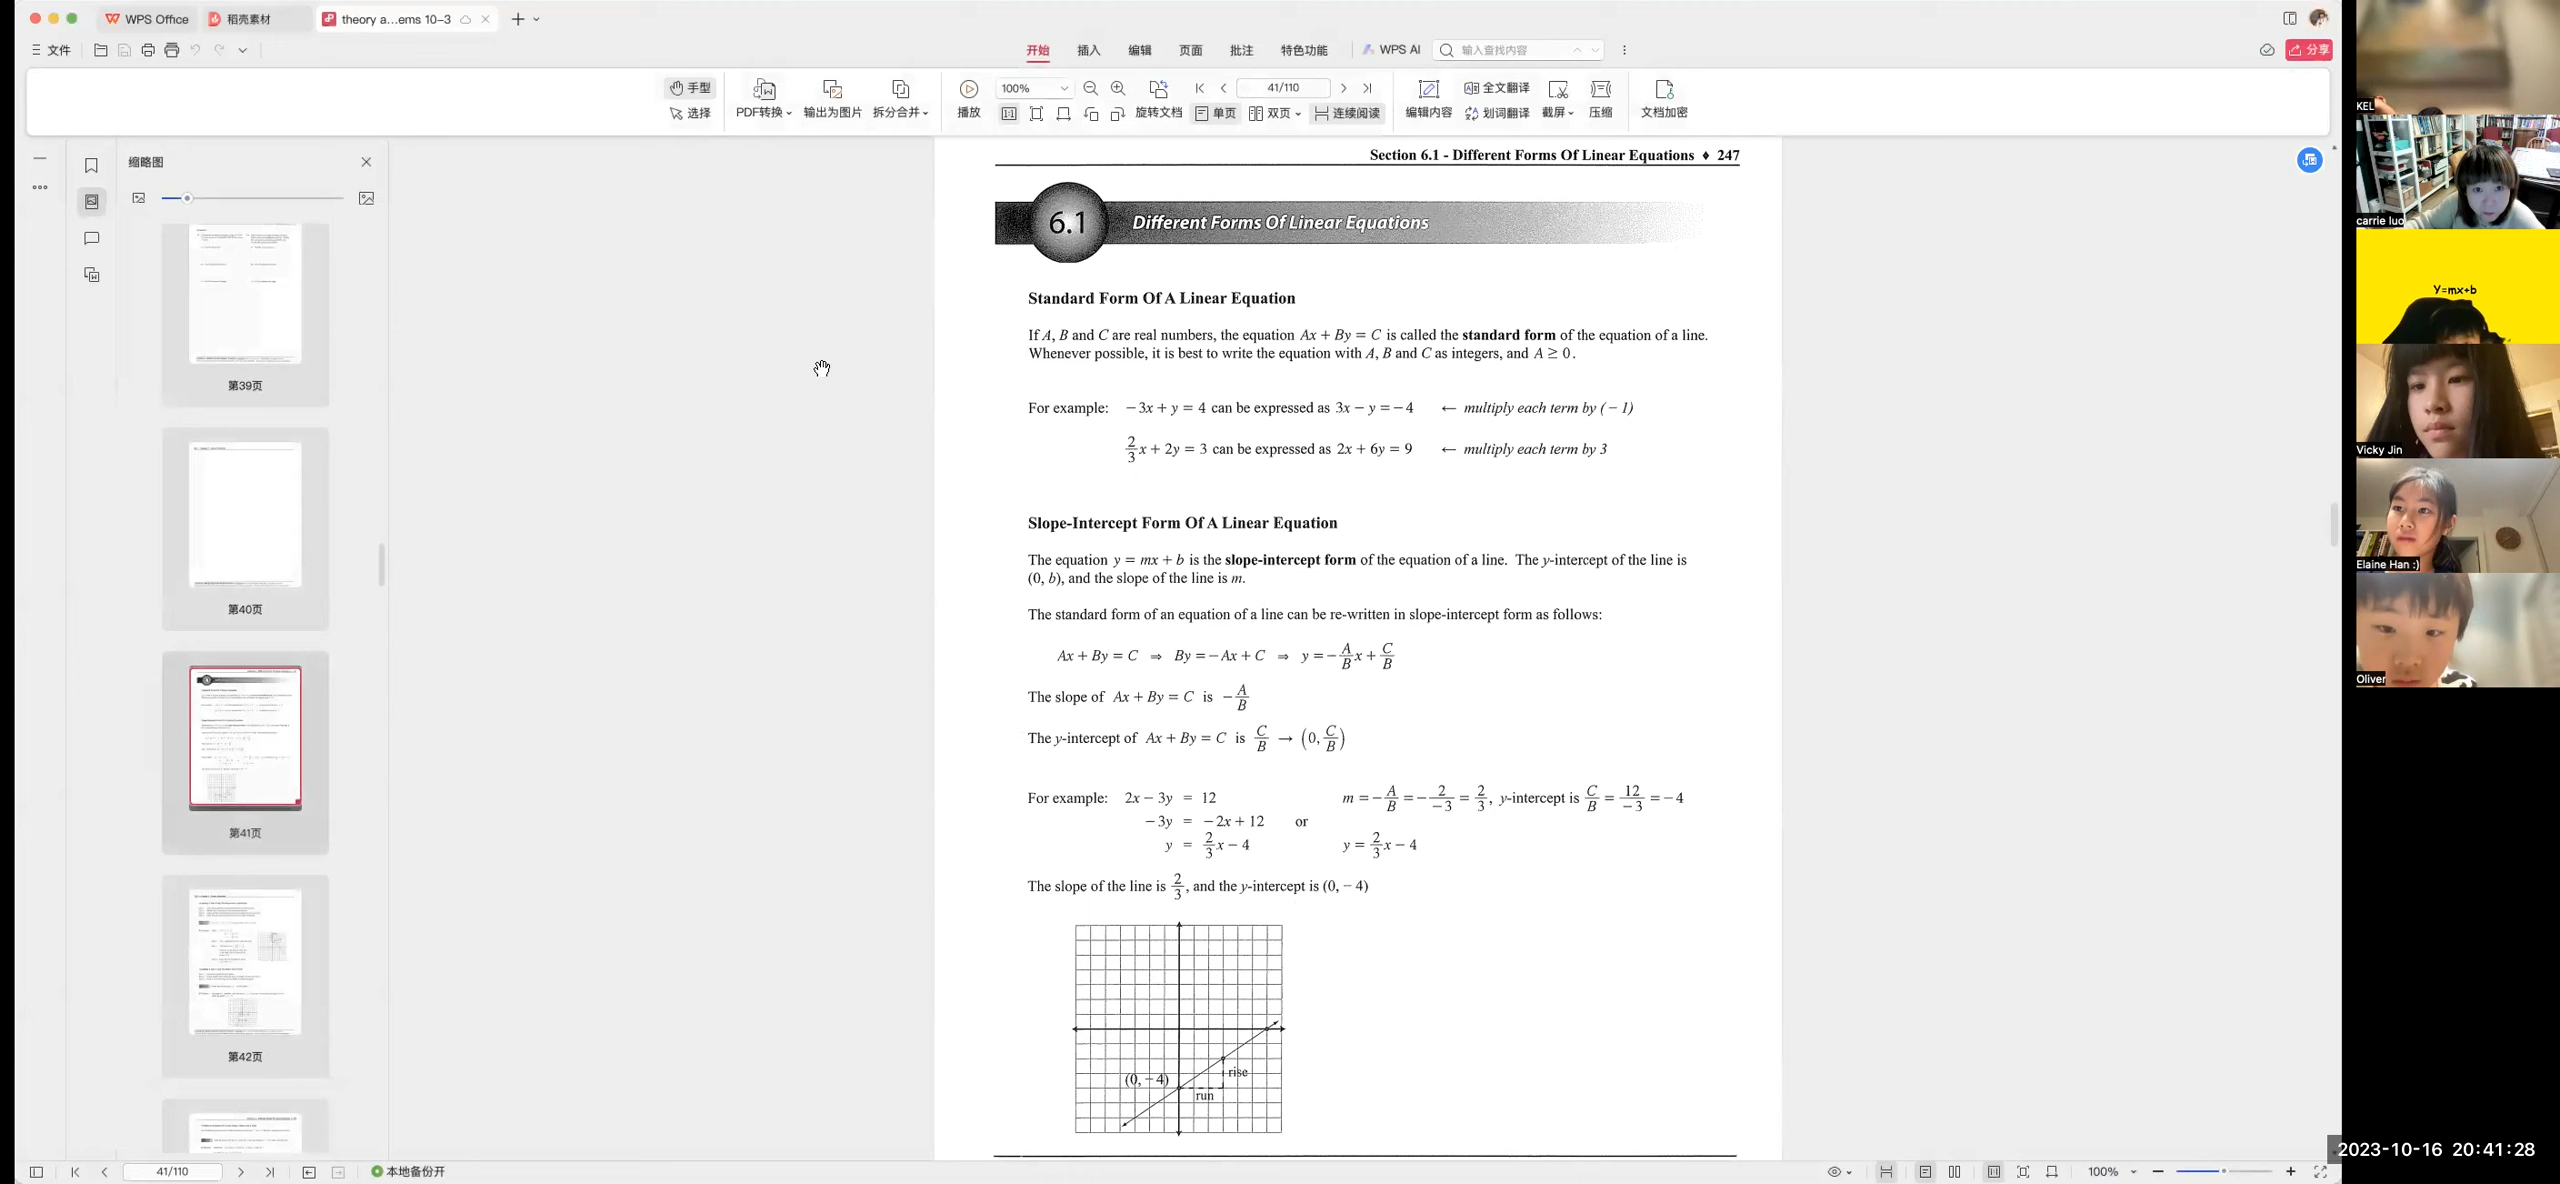 WPS Office
稻壳素材
theory a...ems 10-3
文件
开始
插入
编辑
页面
批注
特色功能
WPS AI
输入查找内容
分享
手型
选择
PDF转换
输出为图片
拆分合并
播放
100%
旋转文档
41/110
单页
双页
连续阅读
编辑内容
全文翻译
划词翻译
截屏
压缩
文档加密
缩略图
第39页
第40页
第41页
第42页
Section 6.1 - Different Forms Of Linear Equations ♦ 247
6.1 Different Forms Of Linear Equations
Standard Form Of A Linear Equation
If A, B and C are real numbers, the equation Ax + By = C is called the standard form of the equation of a line.
Whenever possible, it is best to write the equation with A, B and C as integers, and A ≥ 0.
For example: − 3x + y = 4 can be expressed as 3x − y = − 4 ← multiply each term by (− 1)
2/3 x + 2y = 3 can be expressed as 2x + 6y = 9 ← multiply each term by 3
Slope-Intercept Form Of A Linear Equation
The equation y = mx + b is the slope-intercept form of the equation of a line. The y-intercept of the line is
(0, b), and the slope of the line is m.
The standard form of an equation of a line can be re-written in slope-intercept form as follows:
Ax + By = C ⇒ By = − Ax + C ⇒ y = − A/B x + C/B
The slope of Ax + By = C is − A/B
The y-intercept of Ax + By = C is C/B → (0, C/B)
For example: 2x − 3y = 12 m = − A/B = − 2/−3 = 2/3, y-intercept is C/B = 12/−3 = − 4
− 3y = − 2x + 12 or
y = 2/3 x − 4 y = 2/3 x − 4
The slope of the line is 2/3, and the y-intercept is (0, − 4)
(0, − 4)
rise
run
41/110
本地备份开
100%
KEL
carrie luo
Y=mx+b
Vicky Jin
Elaine Han :)
Oliver
2023-10-16 20:41:28